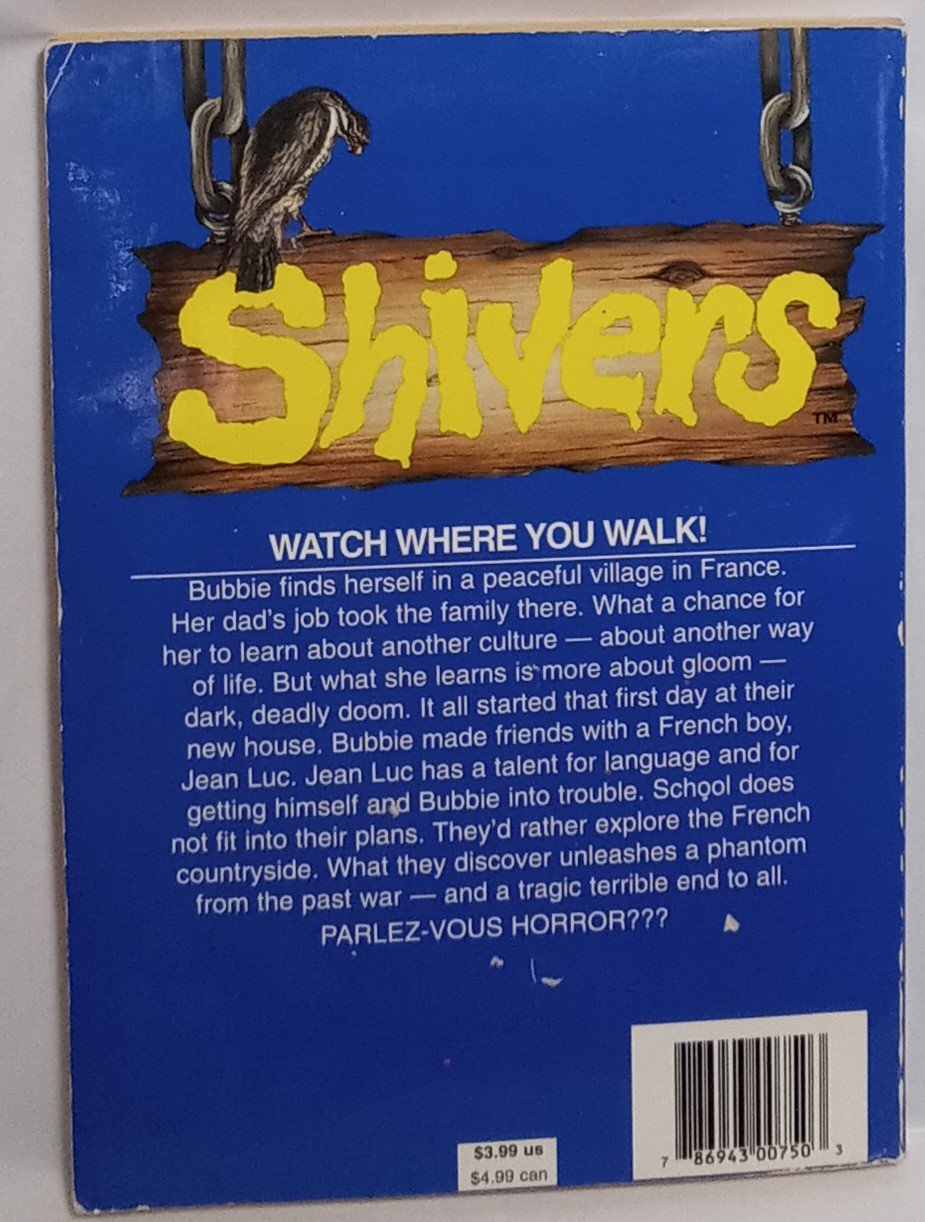 Shivers
TM
WATCH WHERE YOU WALK!
Bubbie finds herself in a peaceful village in France.
Her dad's job took the family there. What a chance for
her to learn about another culture — about another way
of life. But what she learns is more about gloom —
dark, deadly doom. It all started that first day at their
new house. Bubbie made friends with a French boy,
Jean Luc. Jean Luc has a talent for language and for
getting himself and Bubbie into trouble. School does
not fit into their plans. They'd rather explore the French
countryside. What they discover unleashes a phantom
from the past war — and a tragic terrible end to all.
PARLEZ-VOUS HORROR???
$3.99 us
$4.99 can
7 86943 00750 3